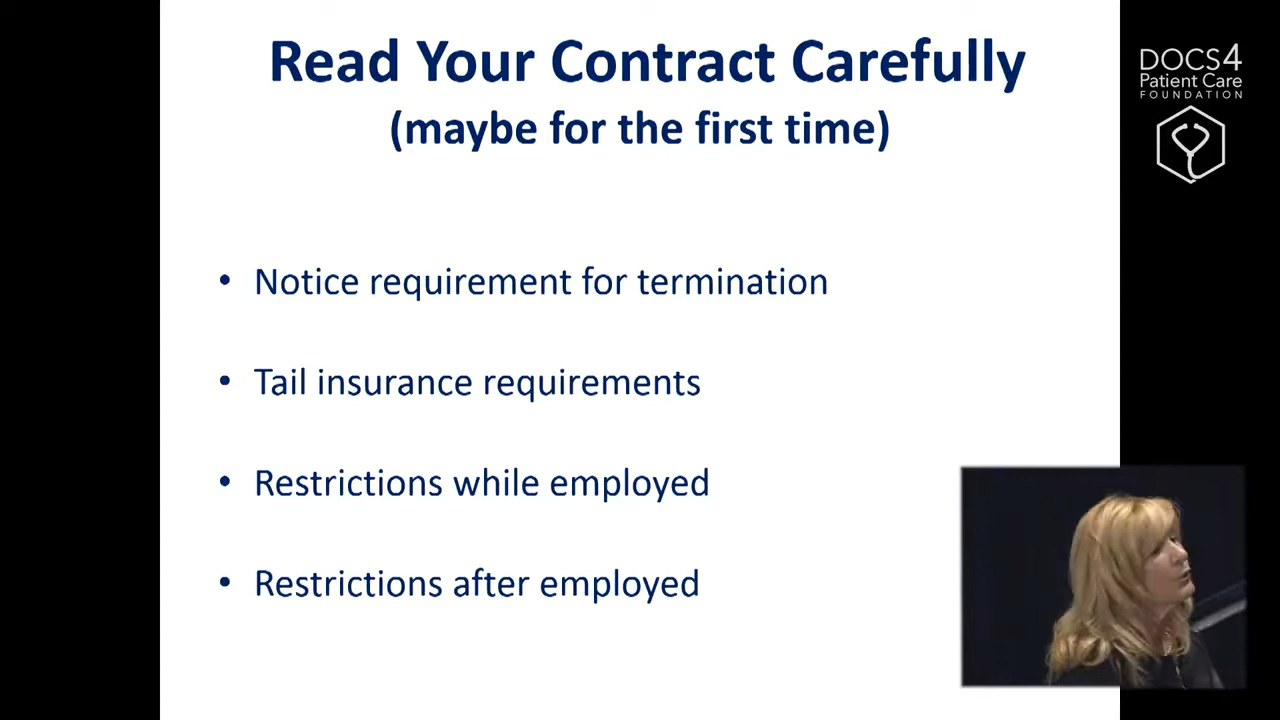 Read Your Contract Carefully
(maybe for the first time)
DOCS4
Patient Care
FOUNDATION
• Notice requirement for termination
• Tail insurance requirements
• Restrictions while employed
• Restrictions after employed